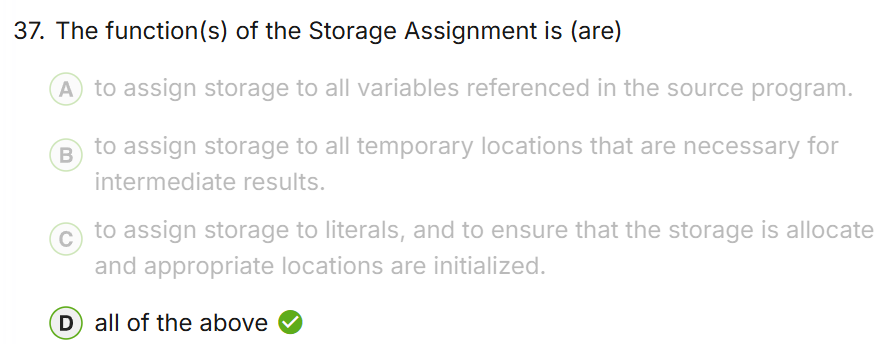 37. The function(s) of the Storage Assignment is (are)
A to assign storage to all variables referenced in the source program.
B to assign storage to all temporary locations that are necessary for
intermediate results.
C to assign storage to literals, and to ensure that the storage is allocate
and appropriate locations are initialized.
D all of the above